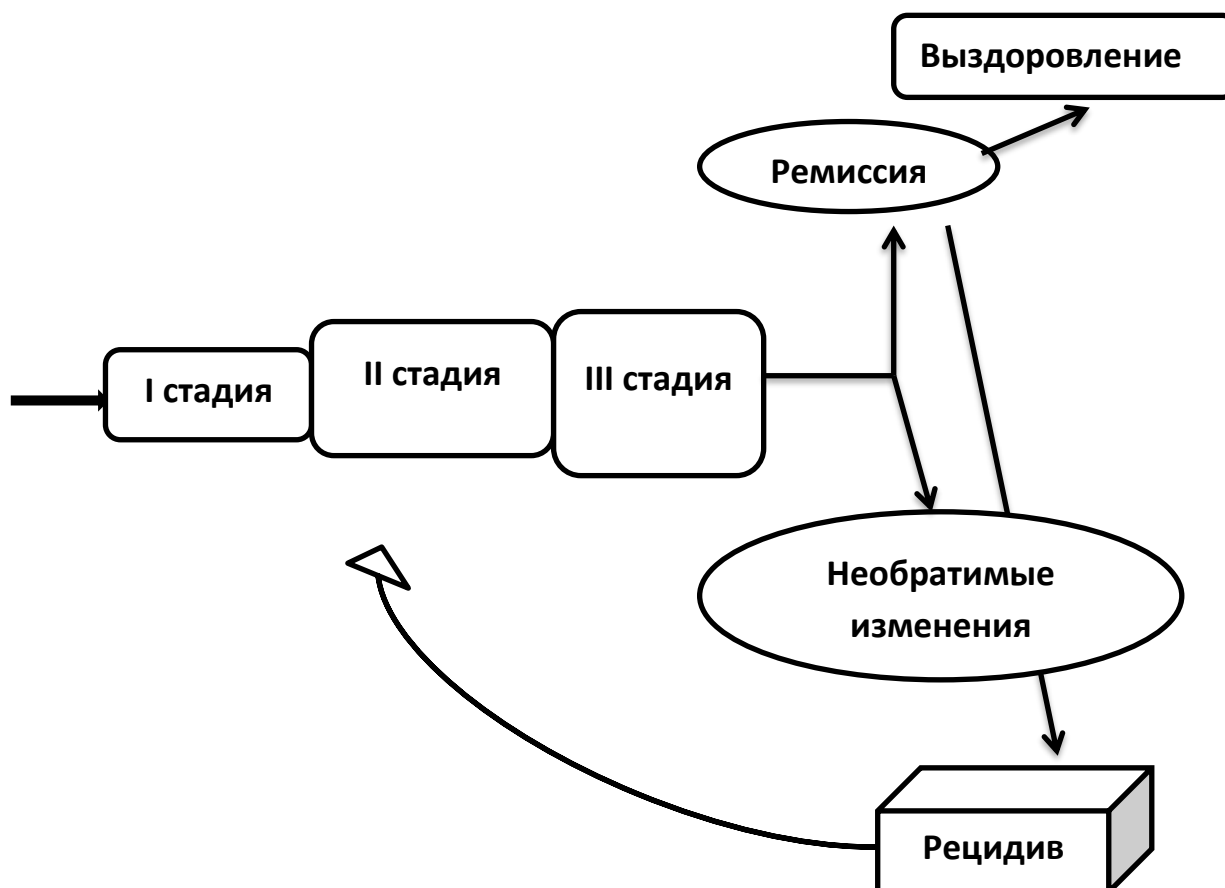 Выздоровление
Ремиссия
I стадия
II стадия
III стадия
Необратимые
изменения
Рецидив